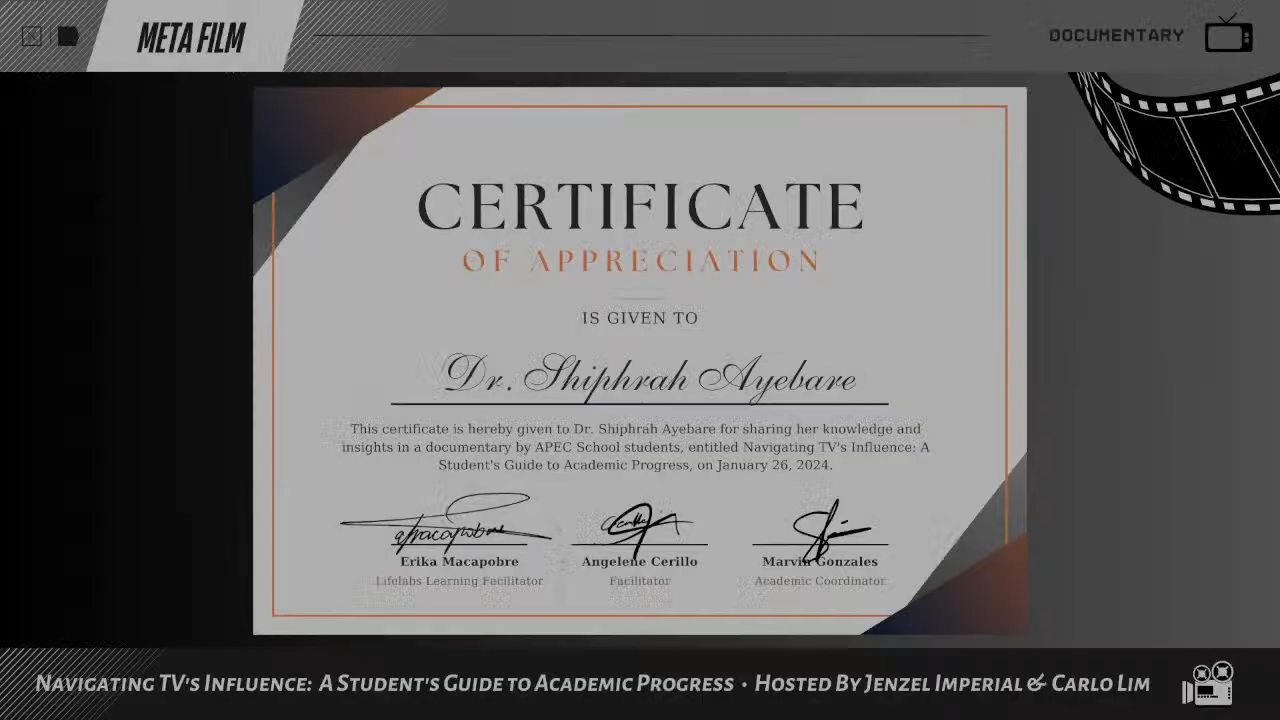 META FILM
DOCUMENTARY
CERTIFICATE
OF APPRECIATION
IS GIVEN TO
Dr. Shiphrah Ayebare
This certificate is hereby given to Dr. Shiphrah Ayebare for sharing her knowledge and
insights in a documentary by APEC School students, entitled Navigating TV's Influence: A
Student's Guide to Academic Progress, on January 26, 2024.
Erika Macapobre
Angelene Cerillo
Marvin Gonzales
Lifelabs Learning Facilitator
Facilitator
Academic Coordinator
NAVIGATING TV'S INFLUENCE: A STUDENT'S GUIDE TO ACADEMIC PROGRESS • HOSTED BY JENZEL IMPERIAL & CARLO LIM